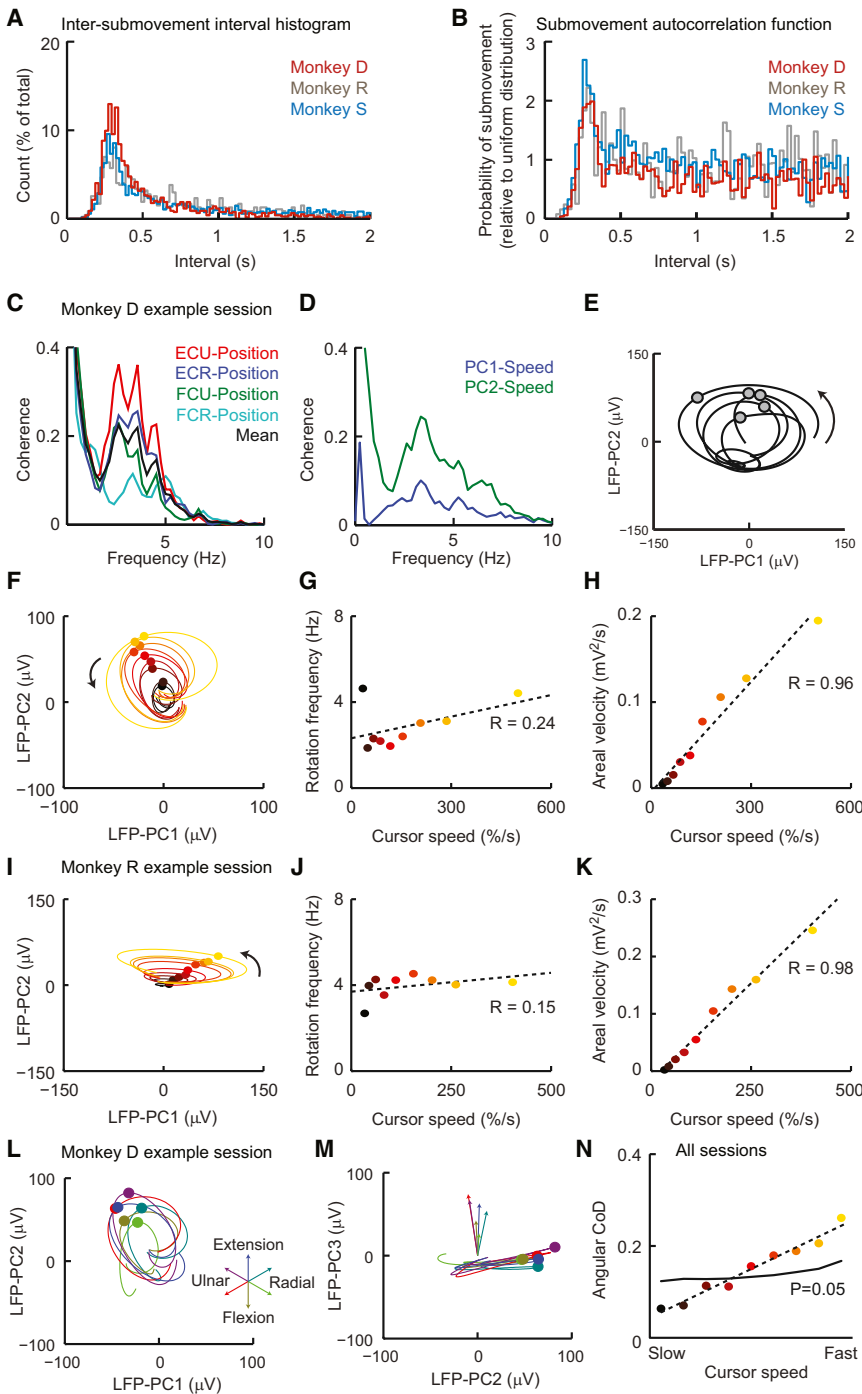 A Inter-submovement interval histogram
Count (% of total)
20
10
0
Monkey D
Monkey R
Monkey S
0 0.5 1 1.5 2
Interval (s)
B Submovement autocorrelation function
Probability of submovement
(relative to uniform distribution)
3
2
1
0
Monkey D
Monkey R
Monkey S
0 0.5 1 1.5 2
Interval (s)
C Monkey D example session
Coherence
0.4
0.2
0
ECU-Position
ECR-Position
FCU-Position
FCR-Position
Mean
5 10
Frequency (Hz)
D
Coherence
0.4
0.2
0
PC1-Speed
PC2-Speed
5 10
Frequency (Hz)
E
LFP-PC2 (μV)
150
0
−150
−150 0 150
LFP-PC1 (μV)
F
LFP-PC2 (μV)
100
0
−100
−100 0 100
LFP-PC1 (μV)
G
Rotation frequency (Hz)
8
4
0
R = 0.24
0 300 600
Cursor speed (%/s)
H
Areal velocity (mV²/s)
0.2
0.1
0
R = 0.96
0 300 600
Cursor speed (%/s)
I Monkey R example session
LFP-PC2 (μV)
150
0
−150
−150 0 150
LFP-PC1 (μV)
J
Rotation frequency (Hz)
8
4
0
R = 0.15
0 250 500
Cursor speed (%/s)
K
Areal velocity (mV²/s)
0.3
0.2
0.1
0
R = 0.98
0 250 500
Cursor speed (%/s)
L Monkey D example session
LFP-PC2 (μV)
100
0
−100
Extension
Ulnar Radial
Flexion
−100 0 100
LFP-PC1 (μV)
M
LFP-PC3 (μV)
100
0
−100
−100 0 100
LFP-PC2 (μV)
N All sessions
Angular CoD
0.4
0.2
0
P=0.05
Slow Fast
Cursor speed